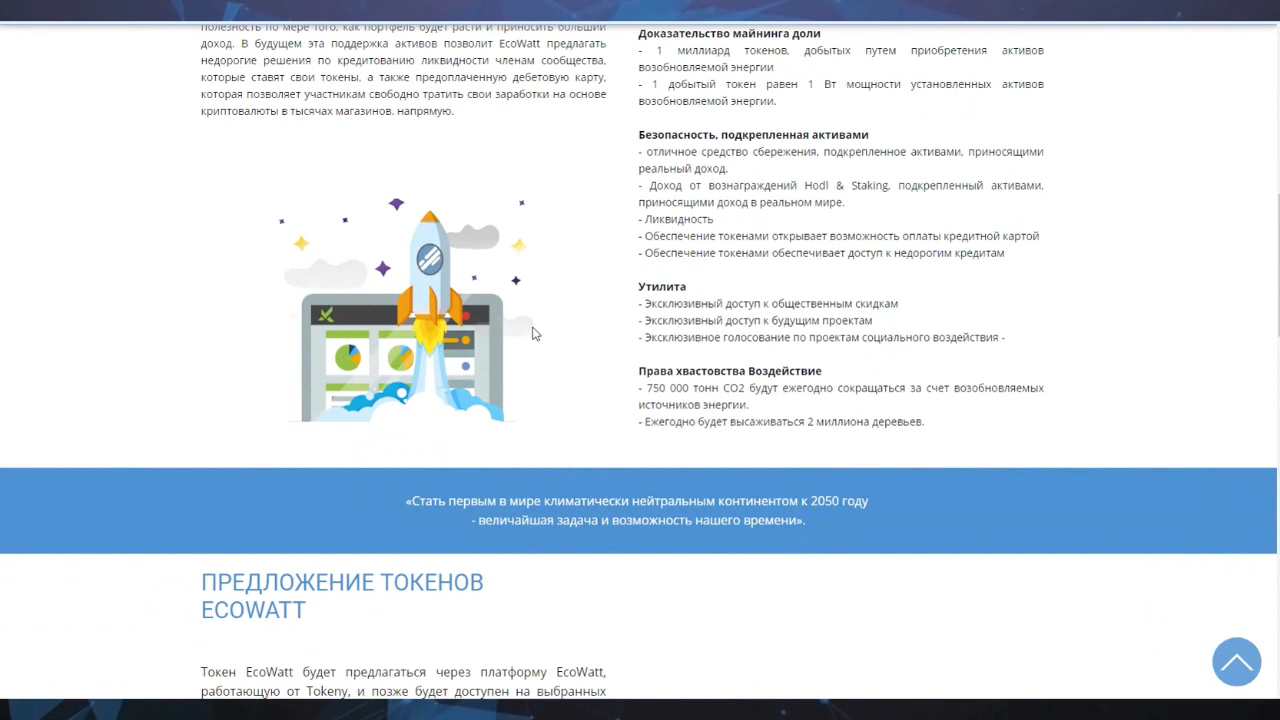 полезность по мере того, как портфель будет расти и приносить больший
доход. В будущем эта поддержка активов позволит EcoWatt предлагать
недорогие решения по кредитованию ликвидности членам сообщества,
которые ставят свои токены, а также предоплаченную дебетовую карту,
которая позволяет участникам свободно тратить свои заработки на основе
криптовалюты в тысячах магазинов. напрямую.
Доказательство майнинга доли
- 1 миллиард токенов, добытых путем приобретения активов
возобновляемой энергии
- 1 добытый токен равен 1 Вт мощности установленных активов
возобновляемой энергии.
Безопасность, подкрепленная активами
- отличное средство сбережения, подкрепленное активами, приносящими
реальный доход.
- Доход от вознаграждений Hodl & Staking, подкрепленный активами,
приносящими доход в реальном мире.
- Ликвидность
- Обеспечение токенами открывает возможность оплаты кредитной картой
- Обеспечение токенами обеспечивает доступ к недорогим кредитам
Утилита
- Эксклюзивный доступ к общественным скидкам
- Эксклюзивный доступ к будущим проектам
- Эксклюзивное голосование по проектам социального воздействия -
Права хвастовства Воздействие
- 750 000 тонн CO2 будут ежегодно сокращаться за счет возобновляемых
источников энергии.
- Ежегодно будет высаживаться 2 миллиона деревьев.
«Стать первым в мире климатически нейтральным континентом к 2050 году
- величайшая задача и возможность нашего времени».
ПРЕДЛОЖЕНИЕ ТОКЕНОВ
ECOWATT
Токен EcoWatt будет предлагаться через платформу EcoWatt,
работающую от Tokeny, и позже будет доступен на выбранных